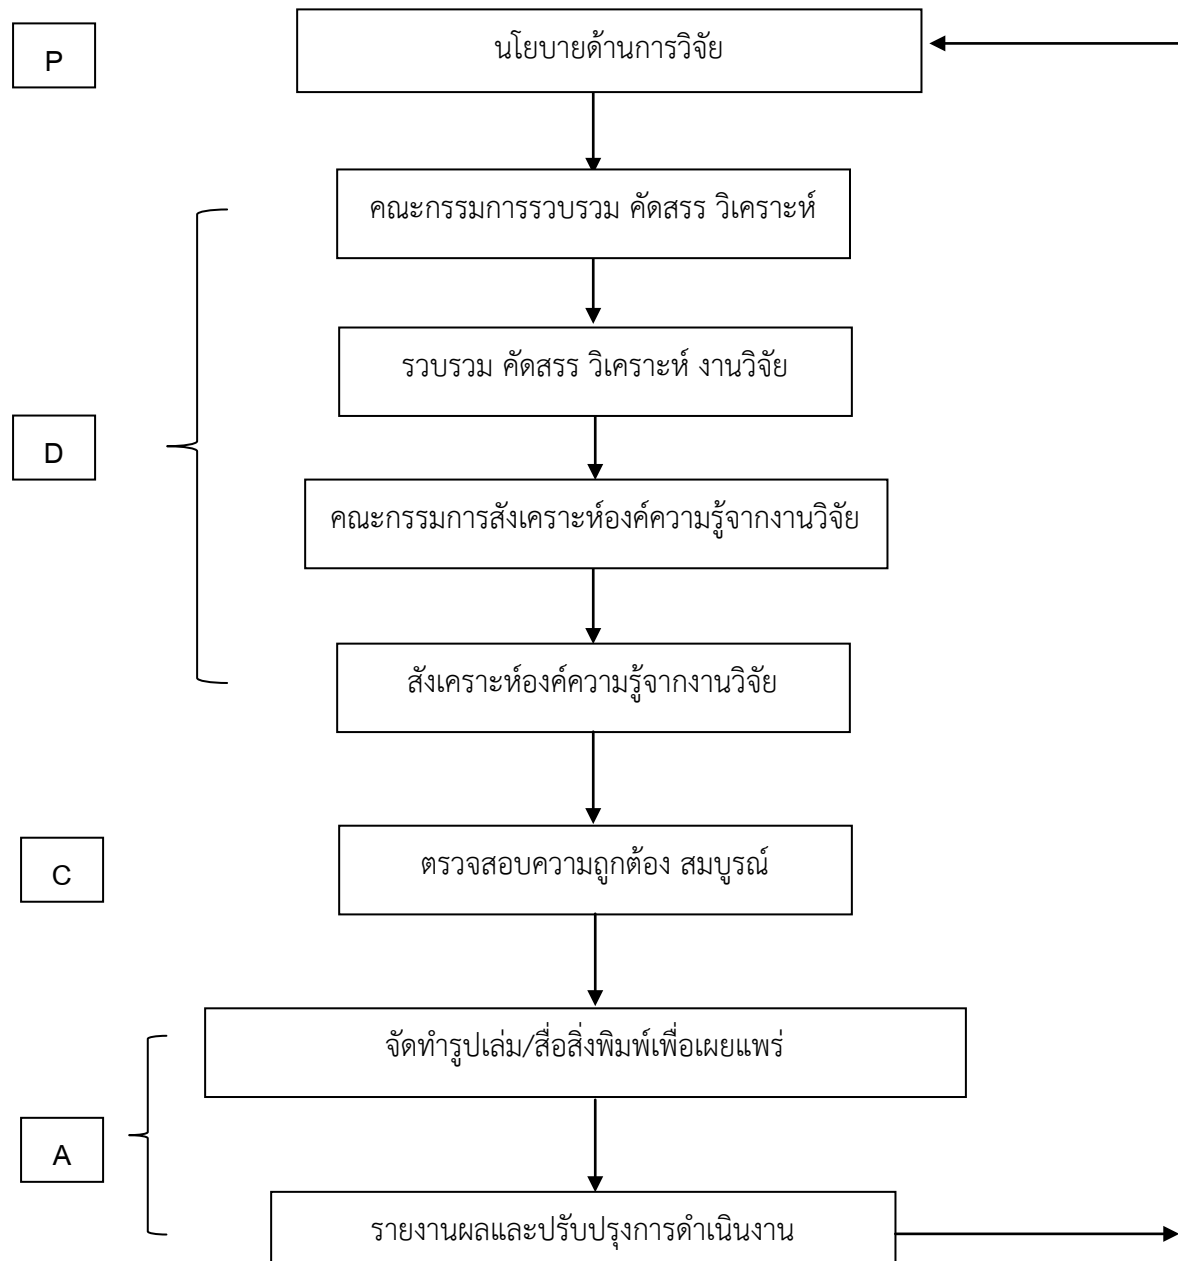 P
นโยบายด้านการวิจัย
คณะกรรมการรวบรวม คัดสรร วิเคราะห์
รวบรวม คัดสรร วิเคราะห์ งานวิจัย
D
คณะกรรมการสังเคราะห์องค์ความรู้จากงานวิจัย
สังเคราะห์องค์ความรู้จากงานวิจัย
C
ตรวจสอบความถูกต้อง สมบูรณ์
จัดทำรูปเล่ม/สื่อสิ่งพิมพ์เพื่อเผยแพร่
A
รายงานผลและปรับปรุงการดำเนินงาน